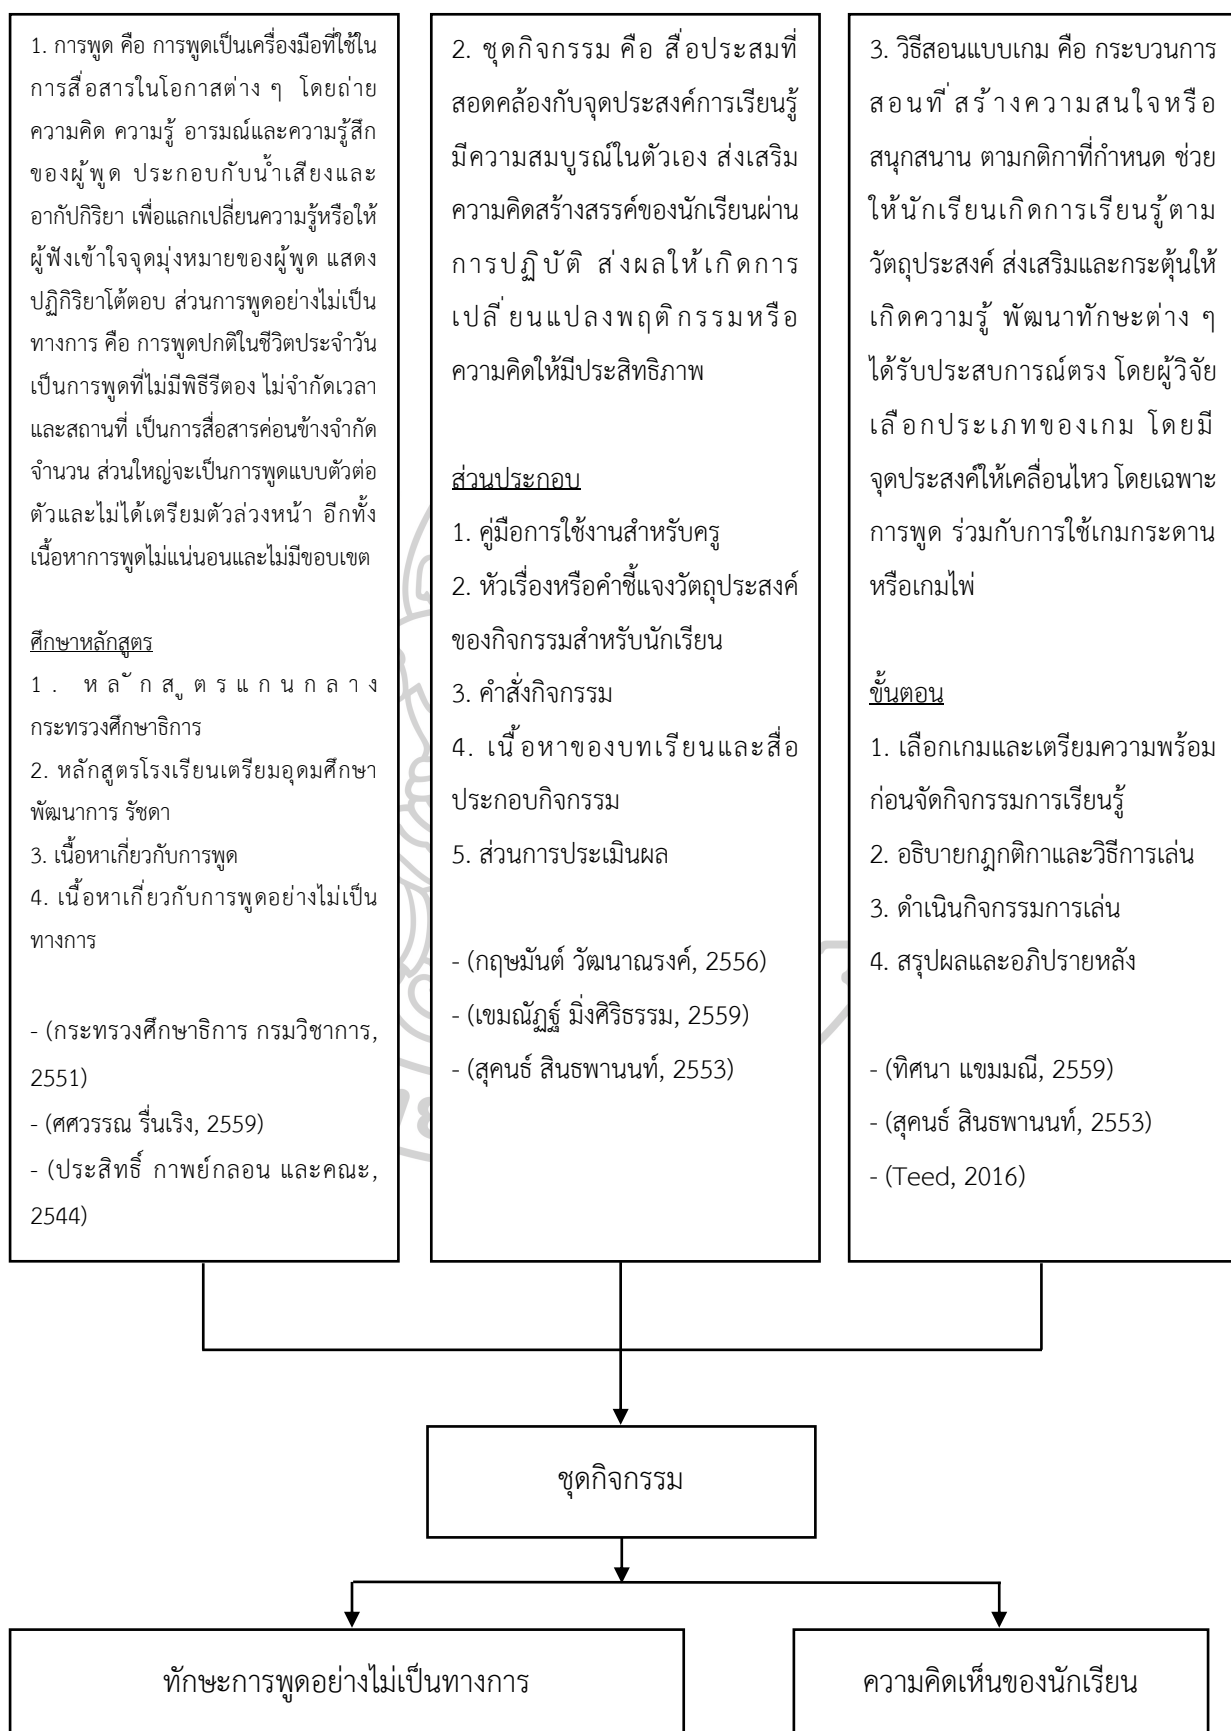 1. การพูด คือ การพูดเป็นเครื่องมือที่ใช้ใน
การสื่อสารในโอกาสต่าง ๆ โดยถ่าย
ความคิด ความรู้ อารมณ์และความรู้สึก
ของผู้พูด ประกอบกับน้ำเสียงและ
อากัปกิริยา เพื่อแลกเปลี่ยนความรู้หรือให้
ผู้ฟังเข้าใจจุดมุ่งหมายของผู้พูด แสดง
ปฏิกิริยาโต้ตอบ ส่วนการพูดอย่างไม่เป็น
ทางการ คือ การพูดปกติในชีวิตประจำวัน
เป็นการพูดที่ไม่มีพิธีรีตอง ไม่จำกัดเวลา
และสถานที่ เป็นการสื่อสารค่อนข้างจำกัด
จำนวน ส่วนใหญ่จะเป็นการพูดแบบตัวต่อ
ตัวและไม่ได้เตรียมตัวล่วงหน้า อีกทั้ง
เนื้อหาการพูดไม่แน่นอนและไม่มีขอบเขต
ศึกษาหลักสูตร
1. หลักสูตรแกนกลาง
กระทรวงศึกษาธิการ
2. หลักสูตรโรงเรียนเตรียมอุดมศึกษา
พัฒนาการ รัชดา
3. เนื้อหาเกี่ยวกับการพูด
4. เนื้อหาเกี่ยวกับการพูดอย่างไม่เป็น
ทางการ
- (กระทรวงศึกษาธิการ กรมวิชาการ,
2551)
- (ศศวรรณ รื่นเริง, 2559)
- (ประสิทธิ์ กาพย์กลอน และคณะ,
2544)
2. ชุดกิจกรรม คือ สื่อประสมที่
สอดคล้องกับจุดประสงค์การเรียนรู้
มีความสมบูรณ์ในตัวเอง ส่งเสริม
ความคิดสร้างสรรค์ของนักเรียนผ่าน
การปฏิบัติ ส่งผลให้เกิดการ
เปลี่ยนแปลงพฤติกรรมหรือ
ความคิดให้มีประสิทธิภาพ
ส่วนประกอบ
1. คู่มือการใช้งานสำหรับครู
2. หัวเรื่องหรือคำชี้แจงวัตถุประสงค์
ของกิจกรรมสำหรับนักเรียน
3. คำสั่งกิจกรรม
4. เนื้อหาของบทเรียนและสื่อ
ประกอบกิจกรรม
5. ส่วนการประเมินผล
- (กฤษมันต์ วัฒนาณรงค์, 2556)
- (เขมณัฏฐ์ มิ่งศิริธรรม, 2559)
- (สุคนธ์ สินธพานนท์, 2553)
3. วิธีสอนแบบเกม คือ กระบวนการ
สอนที่สร้างความสนใจหรือ
สนุกสนาน ตามกติกาที่กำหนด ช่วย
ให้นักเรียนเกิดการเรียนรู้ตาม
วัตถุประสงค์ ส่งเสริมและกระตุ้นให้
เกิดความรู้ พัฒนาทักษะต่าง ๆ
ได้รับประสบการณ์ตรง โดยผู้วิจัย
เลือกประเภทของเกม โดยมี
จุดประสงค์ให้เคลื่อนไหว โดยเฉพาะ
การพูด ร่วมกับการใช้เกมกระดาน
หรือเกมไพ่
ขั้นตอน
1. เลือกเกมและเตรียมความพร้อม
ก่อนจัดกิจกรรมการเรียนรู้
2. อธิบายกฎกติกาและวิธีการเล่น
3. ดำเนินกิจกรรมการเล่น
4. สรุปผลและอภิปรายหลัง
- (ทิศนา แขมมณี, 2559)
- (สุคนธ์ สินธพานนท์, 2553)
- (Teed, 2016)
ชุดกิจกรรม
ทักษะการพูดอย่างไม่เป็นทางการ
ความคิดเห็นของนักเรียน